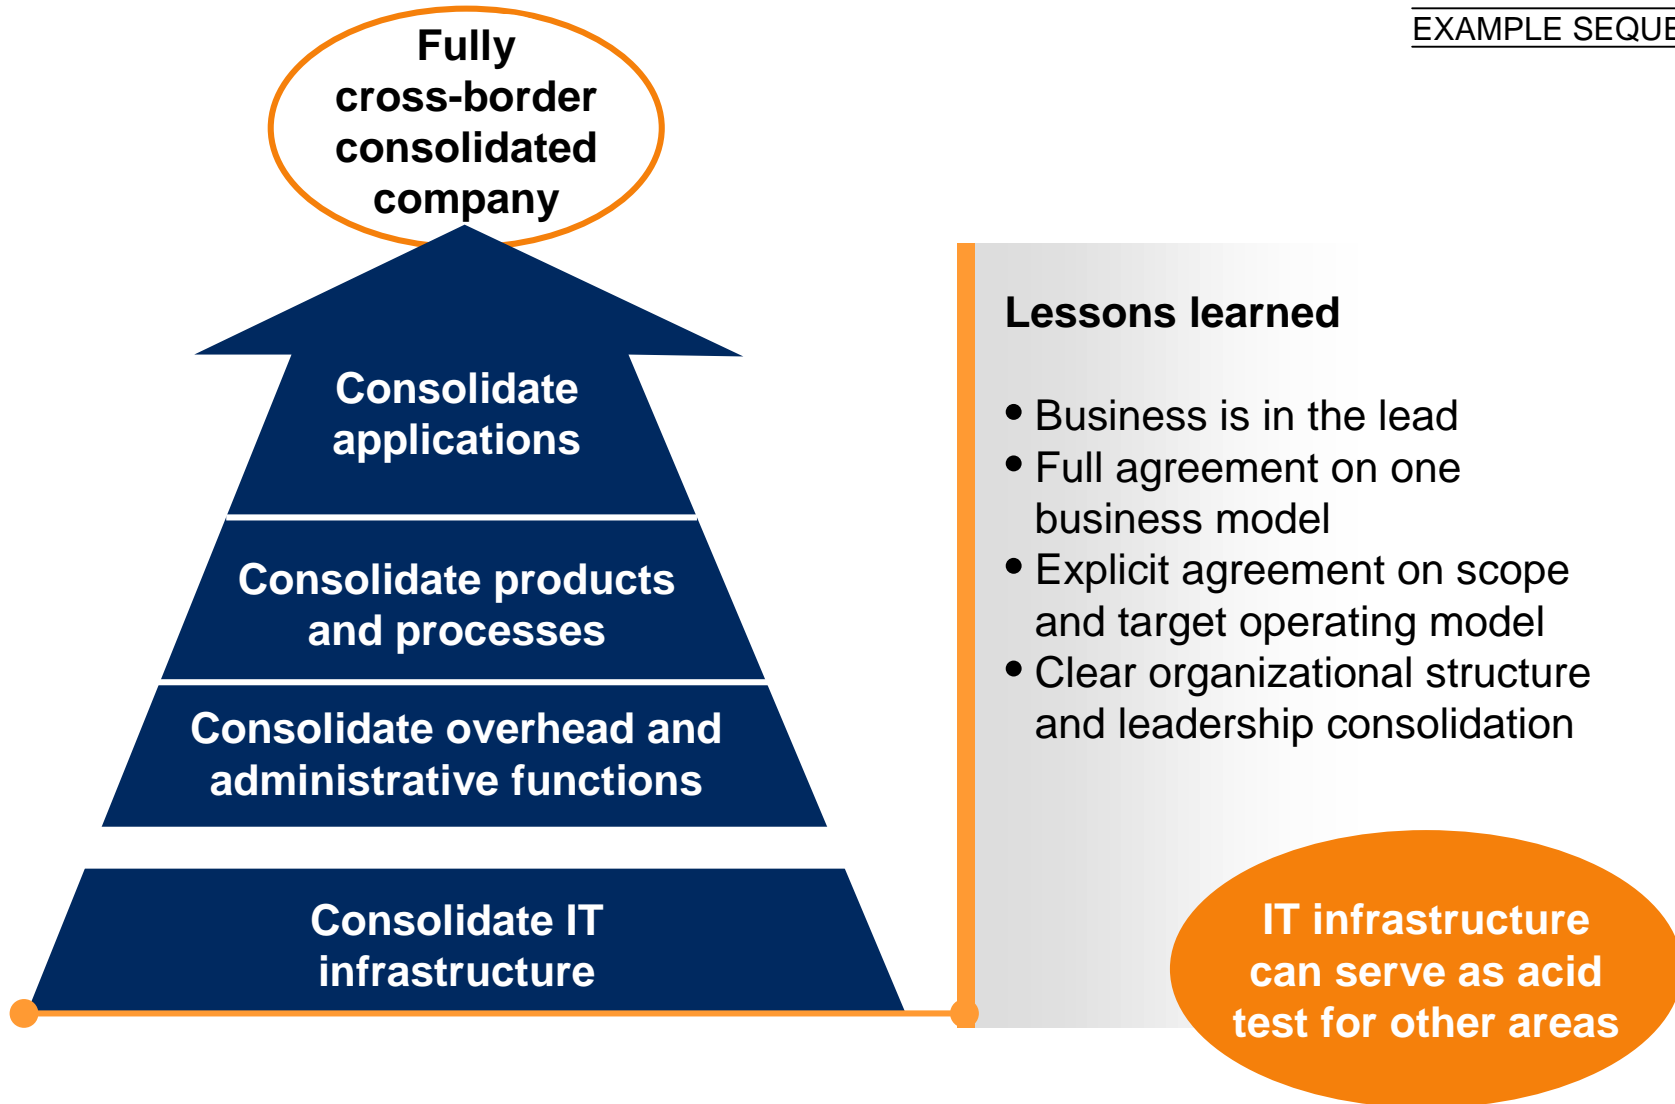 EXAMPLE SEQUE
Fully
cross-border
consolidated
company
Consolidate
applications
Consolidate products
and processes
Consolidate overhead and
administrative functions
Consolidate IT
infrastructure
Lessons learned
• Business is in the lead
• Full agreement on one
business model
• Explicit agreement on scope
and target operating model
• Clear organizational structure
and leadership consolidation
IT infrastructure
can serve as acid
test for other areas